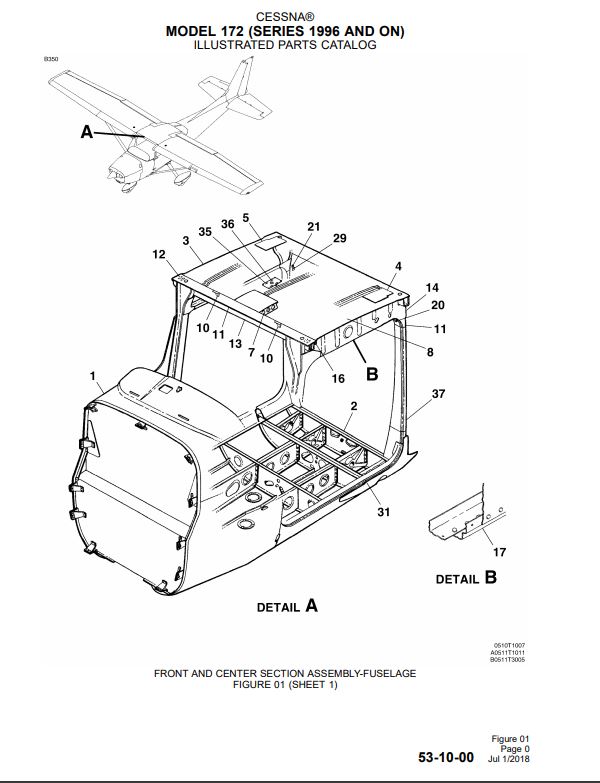 CESSNA®
MODEL 172 (SERIES 1996 AND ON)
ILLUSTRATED PARTS CATALOG
B350
A
5
36
21
35
29
3
12
4
14
20
10
11
13
7
10
11
8
16
B
1
2
37
31
17
DETAIL B
DETAIL A
0510T1007
A0511T1011
B0511T3005
FRONT AND CENTER SECTION ASSEMBLY-FUSELAGE
FIGURE 01 (SHEET 1)
Figure 01
53-10-00 Page 0
Jul 1/2018